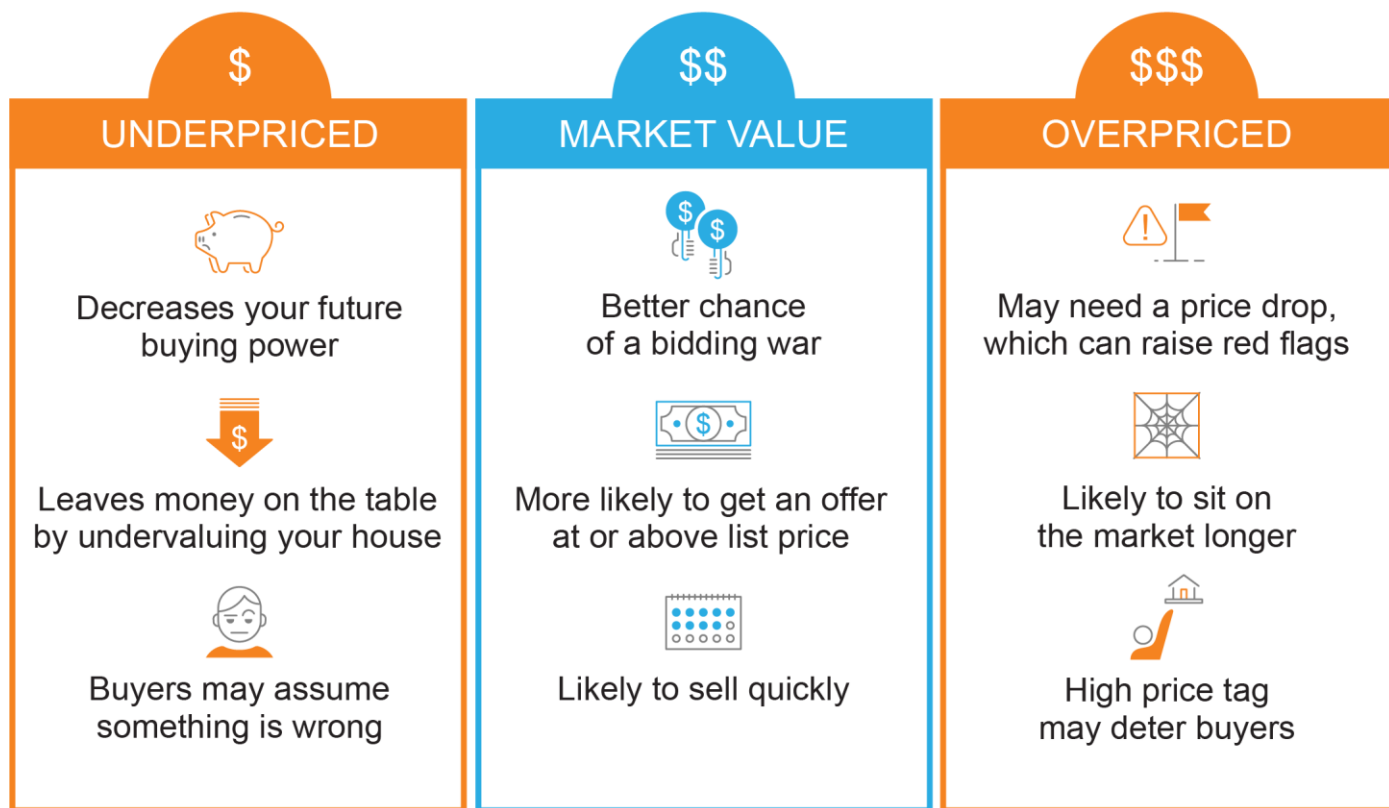 $
UNDERPRICED
Decreases your future
buying power
$
Leaves money on the table
by undervaluing your house
Buyers may assume
something is wrong
$$
MARKET VALUE
$
$
Better chance
of a bidding war
$
More likely to get an offer
at or above list price
Likely to sell quickly
$$$
OVERPRICED
!
May need a price drop,
which can raise red flags
Likely to sit on
the market longer
High price tag
may deter buyers